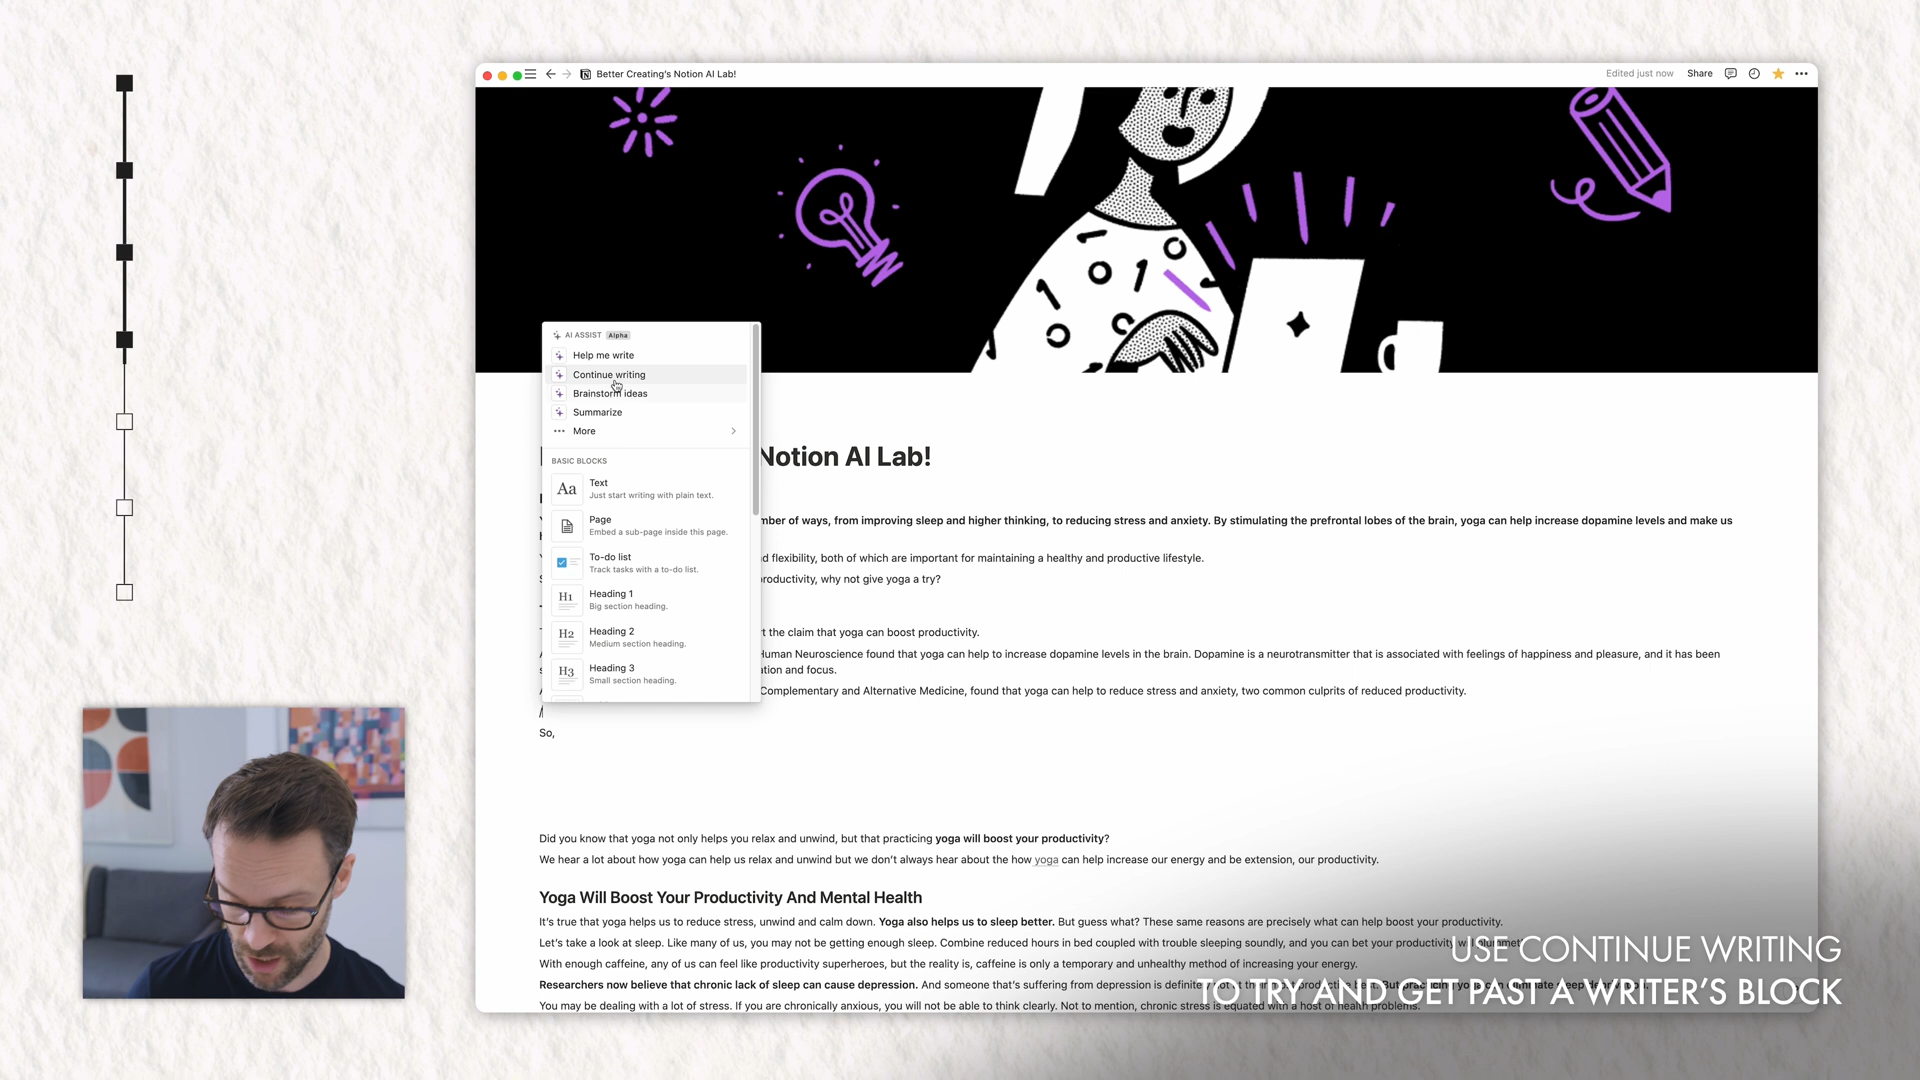 Better Creating's Notion AI Lab!
Edited just now
Share
AI ASSIST Alpha
Help me write
Continue writing
Brainstorm ideas
Summarize
More
BASIC BLOCKS
Text
Just start writing with plain text.
Page
Embed a sub-page inside this page.
To-do list
Track tasks with a to-do list.
Heading 1
Big section heading.
Heading 2
Medium section heading.
Heading 3
Small section heading.
Notion AI Lab!
mber of ways, from improving sleep and higher thinking, to reducing stress and anxiety. By stimulating the prefrontal lobes of the brain, yoga can help increase dopamine levels and make us
d flexibility, both of which are important for maintaining a healthy and productive lifestyle.
productivity, why not give yoga a try?
t the claim that yoga can boost productivity.
Human Neuroscience found that yoga can help to increase dopamine levels in the brain. Dopamine is a neurotransmitter that is associated with feelings of happiness and pleasure, and it has been
ation and focus.
Complementary and Alternative Medicine, found that yoga can help to reduce stress and anxiety, two common culprits of reduced productivity.
/
So,
Did you know that yoga not only helps you relax and unwind, but that practicing yoga will boost your productivity?
We hear a lot about how yoga can help us relax and unwind but we don't always hear about the how yoga can help increase our energy and be extension, our productivity.
Yoga Will Boost Your Productivity And Mental Health
It's true that yoga helps us to reduce stress, unwind and calm down. Yoga also helps us to sleep better. But guess what? These same reasons are precisely what can help boost your productivity.
Let's take a look at sleep. Like many of us, you may not be getting enough sleep. Combine reduced hours in bed coupled with trouble sleeping soundly, and you can bet your productivity will plummet.
With enough caffeine, any of us can feel like productivity superheroes, but the reality is, caffeine is only a temporary and unhealthy method of increasing your energy.
Researchers now believe that chronic lack of sleep can cause depression. And someone that's suffering from depression is definitely not at
You may be dealing with a lot of stress. If you are chronically anxious, you will not be able to think clearly. Not to mention, chronic stress is equated with a host of health problems.
USE CONTINUE WRITING
TO TRY AND GET PAST A WRITER'S BLOCK